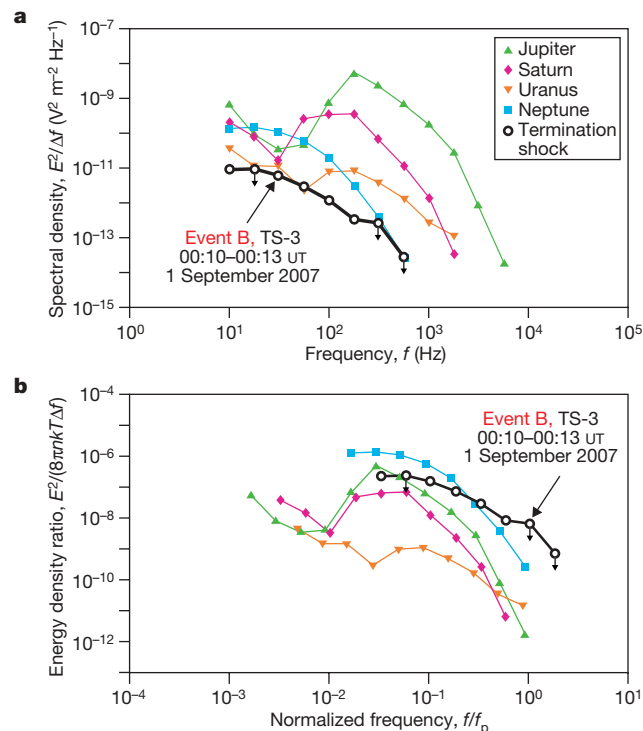 a
Spectral density, E²/Δf (V² m⁻² Hz⁻¹)
10⁻⁷
10⁻⁹
10⁻¹¹
10⁻¹³
10⁻¹⁵
Jupiter
Saturn
Uranus
Neptune
Termination
shock
Event B, TS-3
00:10–00:13 UT
1 September 2007
10⁰ 10¹ 10² 10³ 10⁴ 10⁵
Frequency, f (Hz)
b
Energy density ratio, E²/(8πnkTΔf)
10⁻⁴
10⁻⁶
10⁻⁸
10⁻¹⁰
10⁻¹²
Event B, TS-3
00:10–00:13 UT
1 September 2007
10⁻⁴ 10⁻³ 10⁻² 10⁻¹ 10⁰ 10¹
Normalized frequency, f/fₚ